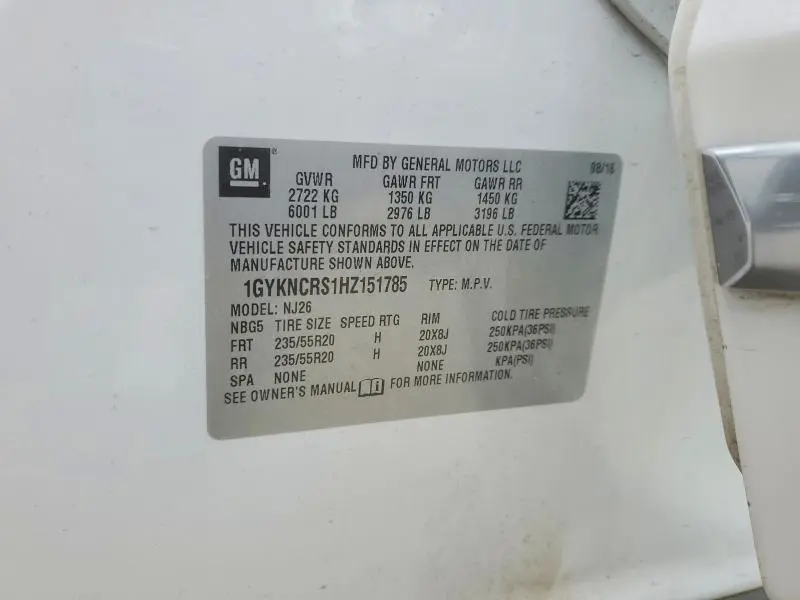 GM
MFD BY GENERAL MOTORS LLC 08/16
GVWR GAWR FRT GAWR RR
2722 KG 1350 KG 1450 KG
6001 LB 2976 LB 3196 LB
THIS VEHICLE CONFORMS TO ALL APPLICABLE U.S. FEDERAL MOTOR
VEHICLE SAFETY STANDARDS IN EFFECT ON THE DATE OF
MANUFACTURE SHOWN ABOVE.
1GYKNCRS1HZ151785 TYPE: M.P.V.
MODEL: NJ26
NBG5 TIRE SIZE SPEED RTG RIM COLD TIRE PRESSURE
FRT 235/55R20 H 20X8J 250KPA(36PSI)
RR 235/55R20 H 20X8J 250KPA(36PSI)
SPA NONE NONE KPA(PSI)
SEE OWNER'S MANUAL FOR MORE INFORMATION.